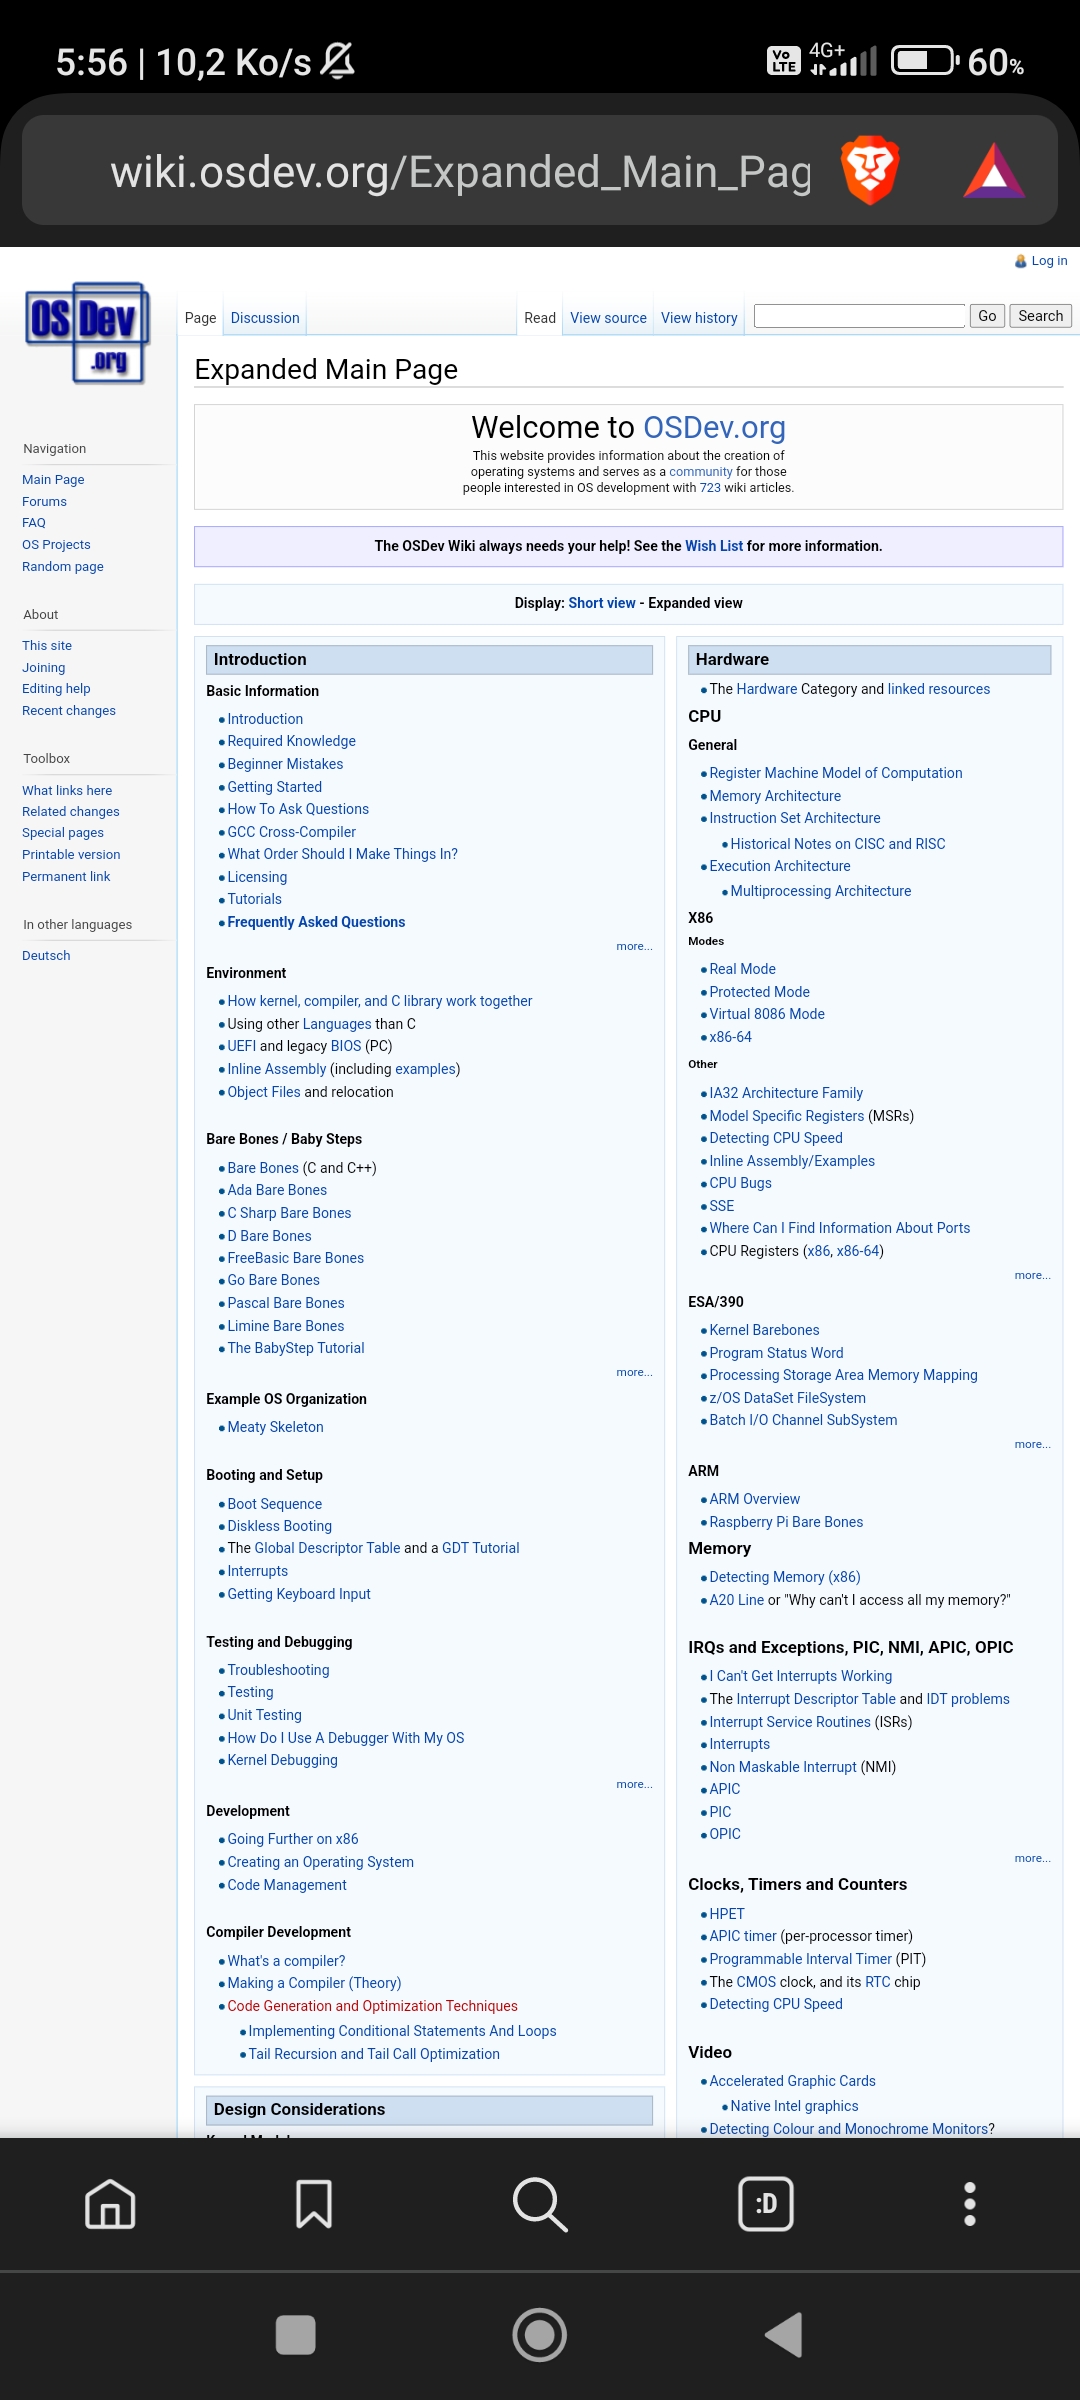 5:56 | 10,2 Ko/s
Vo LTE 4G+ 60%
wiki.osdev.org/Expanded_Main_Pag
Log in
OS Dev .org
Page Discussion Read View source View history Go Search
Expanded Main Page
Welcome to OSDev.org
This website provides information about the creation of
operating systems and serves as a community for those
people interested in OS development with 723 wiki articles.
The OSDev Wiki always needs your help! See the Wish List for more information.
Display: Short view - Expanded view
Navigation
Main Page
Forums
FAQ
OS Projects
Random page
About
This site
Joining
Editing help
Recent changes
Toolbox
What links here
Related changes
Special pages
Printable version
Permanent link
In other languages
Deutsch
Introduction
Basic Information
Introduction
Required Knowledge
Beginner Mistakes
Getting Started
How To Ask Questions
GCC Cross-Compiler
What Order Should I Make Things In?
Licensing
Tutorials
Frequently Asked Questions
more...
Environment
How kernel, compiler, and C library work together
Using other Languages than C
UEFI and legacy BIOS (PC)
Inline Assembly (including examples)
Object Files and relocation
Bare Bones / Baby Steps
Bare Bones (C and C++)
Ada Bare Bones
C Sharp Bare Bones
D Bare Bones
FreeBasic Bare Bones
Go Bare Bones
Pascal Bare Bones
Limine Bare Bones
The BabyStep Tutorial
more...
Example OS Organization
Meaty Skeleton
Booting and Setup
Boot Sequence
Diskless Booting
The Global Descriptor Table and a GDT Tutorial
Interrupts
Getting Keyboard Input
Testing and Debugging
Troubleshooting
Testing
Unit Testing
How Do I Use A Debugger With My OS
Kernel Debugging
more...
Development
Going Further on x86
Creating an Operating System
Code Management
Compiler Development
What's a compiler?
Making a Compiler (Theory)
Code Generation and Optimization Techniques
Implementing Conditional Statements And Loops
Tail Recursion and Tail Call Optimization
Design Considerations
Hardware
The Hardware Category and linked resources
CPU
General
Register Machine Model of Computation
Memory Architecture
Instruction Set Architecture
Historical Notes on CISC and RISC
Execution Architecture
Multiprocessing Architecture
X86
Modes
Real Mode
Protected Mode
Virtual 8086 Mode
x86-64
Other
IA32 Architecture Family
Model Specific Registers (MSRs)
Detecting CPU Speed
Inline Assembly/Examples
CPU Bugs
SSE
Where Can I Find Information About Ports
CPU Registers (x86, x86-64)
more...
ESA/390
Kernel Barebones
Program Status Word
Processing Storage Area Memory Mapping
z/OS DataSet FileSystem
Batch I/O Channel SubSystem
more...
ARM
ARM Overview
Raspberry Pi Bare Bones
Memory
Detecting Memory (x86)
A20 Line or "Why can't I access all my memory?"
IRQs and Exceptions, PIC, NMI, APIC, OPIC
I Can't Get Interrupts Working
The Interrupt Descriptor Table and IDT problems
Interrupt Service Routines (ISRs)
Interrupts
Non Maskable Interrupt (NMI)
APIC
PIC
OPIC
more...
Clocks, Timers and Counters
HPET
APIC timer (per-processor timer)
Programmable Interval Timer (PIT)
The CMOS clock, and its RTC chip
Detecting CPU Speed
Video
Accelerated Graphic Cards
Native Intel graphics
Detecting Colour and Monochrome Monitors?
:D